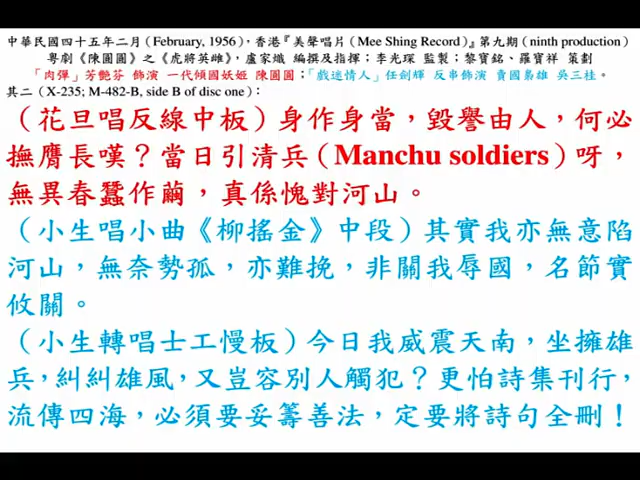 中華民國四十五年二月（February, 1956），香港『美聲唱片（Mee Shing Record）』第九期（ninth production）
粵劇《陳圓圓》之《虎將英雌》，盧家熾 編撰及指揮；李光琛 監製；黎寶銘、羅寶祥 策劃
「肉彈」芳艷芬 飾演 一代傾國妖姬 陳圓圓；「戲迷情人」任劍輝 反串飾演 賣國梟雄 吳三桂。
其二（X-235; M-482-B, side B of disc one）：
（花旦唱反線中板）身作身當，毀譽由人，何必
撫膺長嘆？當日引清兵（Manchu soldiers）呀，
無異春蠶作繭，真係愧對河山。
（小生唱小曲《柳搖金》中段）其實我亦無意陷
河山，無奈勢孤，亦難挽，非關我辱國，名節實
攸關。
（小生轉唱士工慢板）今日我威震天南，坐擁雄
兵，糾糾雄風，又豈容別人觸犯？更怕詩集刊行，
流傳四海，必須要妥籌善法，定要將詩句全刪！